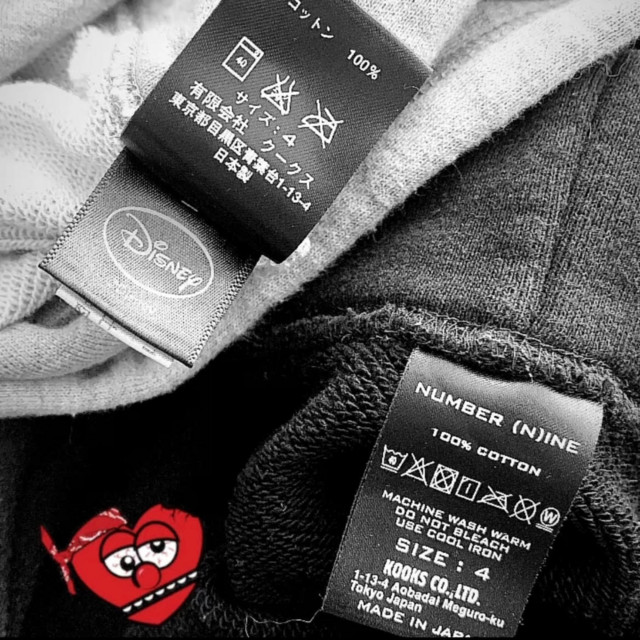 コットン 100%
40
サイズ：4
有限会社 クークス
東京都目黒区青葉台1-13-4
日本製
Disney
NUMBER (N)INE
100% COTTON
MACHINE WASH WARM
DO NOT BLEACH
USE COOL IRON
SIZE : 4
KOOKS CO.,LTD.
1-13-4 Aobadai Meguro-ku
Tokyo Japan
MADE IN JAPA